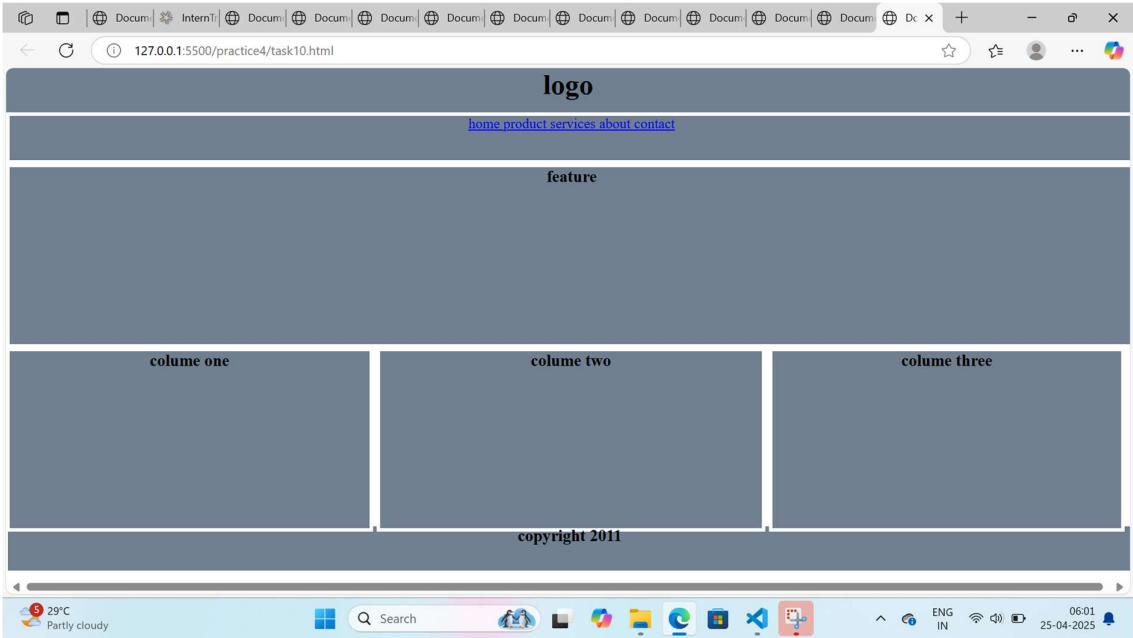 Docum InternTr Docum Docum Docum Docum Docum Docum Docum Docum Docum Docum Dc
127.0.0.1:5500/practice4/task10.html
logo
home product services about contact
feature
colume one colume two colume three
copyright 2011
5 29°C
Partly cloudy
Search
ENG
IN
06:01
25-04-2025